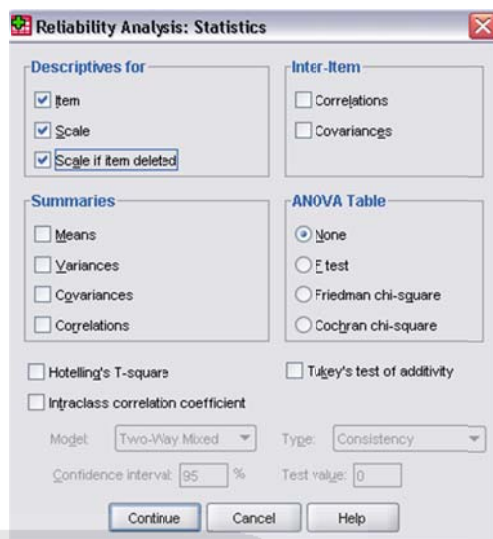 Reliability Analysis: Statistics
Descriptives for
Item
Scale
Scale if item deleted
Inter-Item
Correlations
Covariances
Summaries
Means
Variances
Covariances
Correlations
ANOVA Table
None
F test
Friedman chi-square
Cochran chi-square
Hotelling's T-square
Tukey's test of additivity
Intraclass correlation coefficient
Model: Two-Way Mixed Type: Consistency
Confidence interval: 95 % Test value: 0
Continue Cancel Help